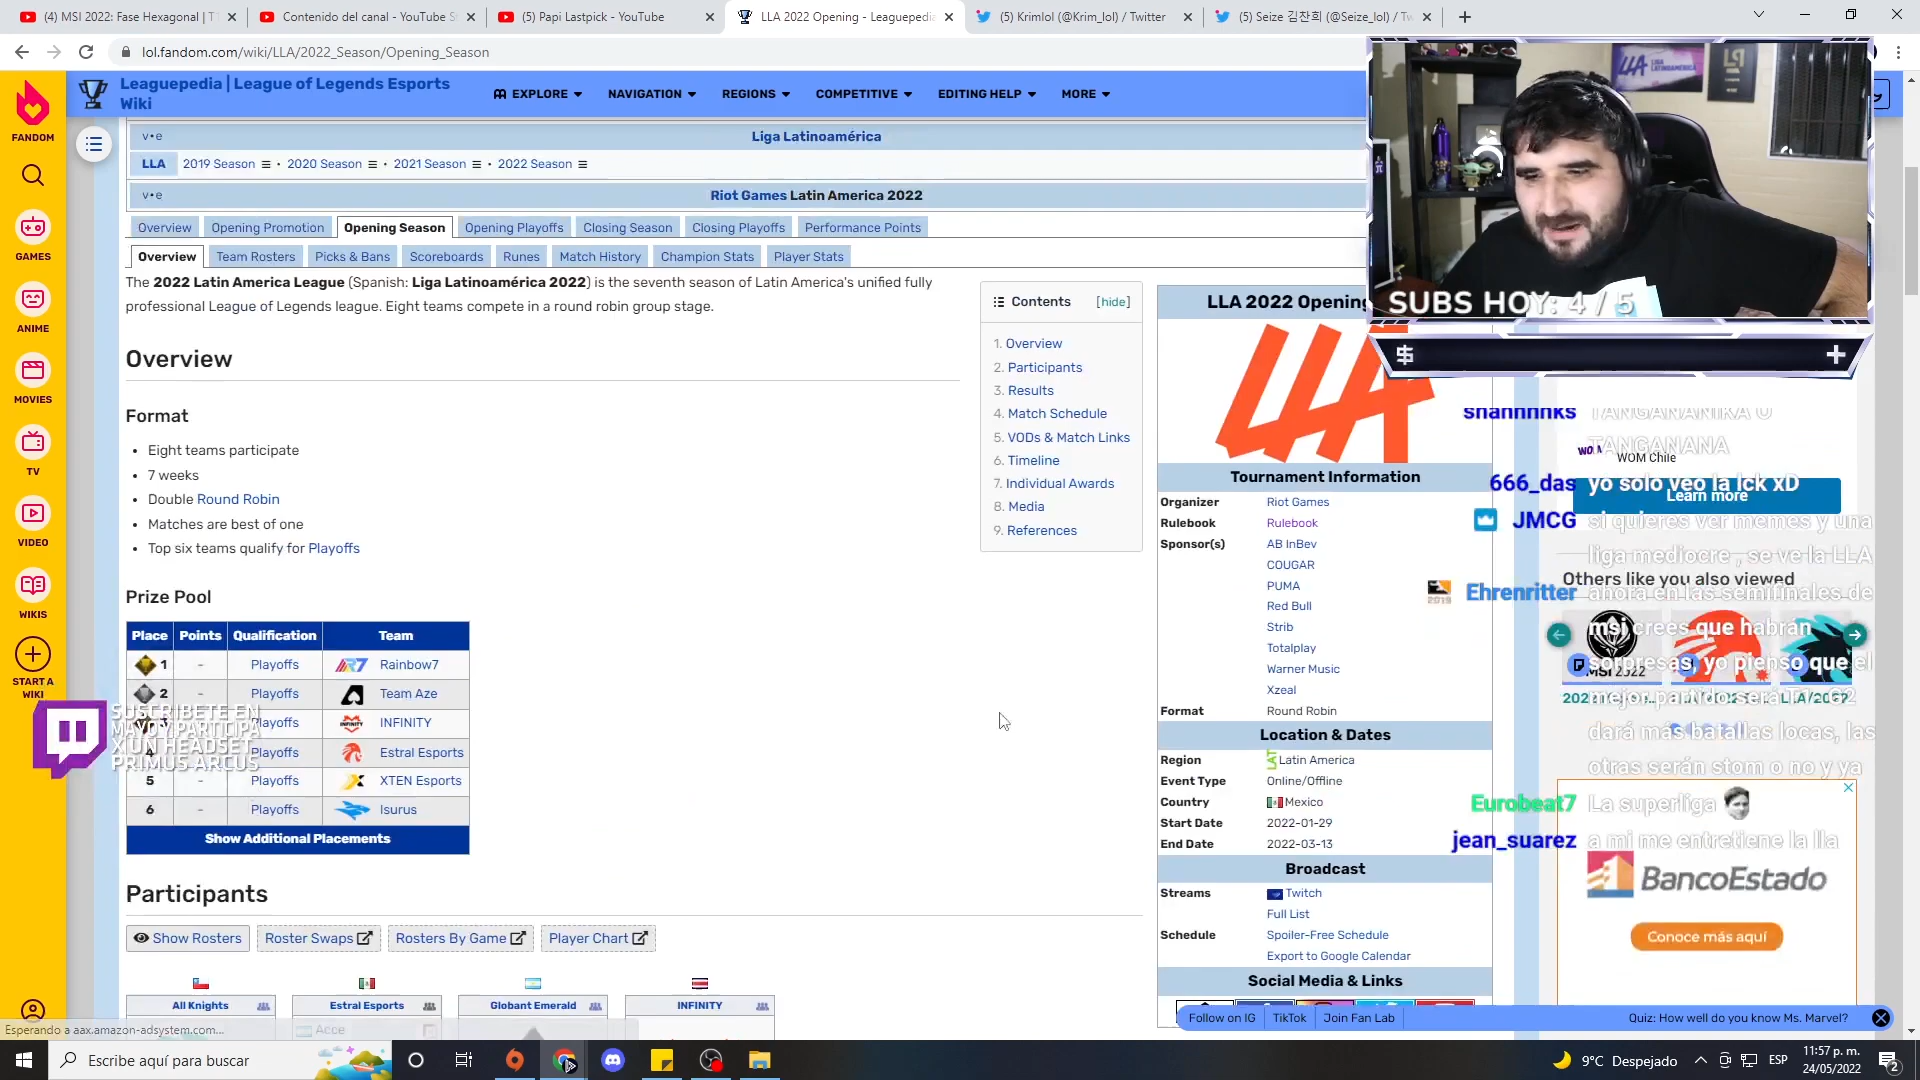 (4) MSI 2022: Fase Hexagonal | T1
Contenido del canal - YouTube S
(5) Papi Lastpick - YouTube
LLA 2022 Opening - Leaguepedia
(5) Krimlol (@Krim_lol) / Twitter
(5) Seize 김찬희 (@Seize_lol) / Tw
lol.fandom.com/wiki/LLA/2022_Season/Opening_Season
FANDOM
GAMES
ANIME
MOVIES
TV
VIDEO
WIKIS
START A
WIKI
Leaguepedia | League of Legends Esports
Wiki
EXPLORE
NAVIGATION
REGIONS
COMPETITIVE
EDITING HELP
MORE
v•e
Liga Latinoamérica
LLA 2019 Season • 2020 Season • 2021 Season • 2022 Season
v•e
Riot Games Latin America 2022
Overview Opening Promotion Opening Season Opening Playoffs Closing Season Closing Playoffs Performance Points
Overview Team Rosters Picks & Bans Scoreboards Runes Match History Champion Stats Player Stats
The 2022 Latin America League (Spanish: Liga Latinoamérica 2022) is the seventh season of Latin America's unified fully
professional League of Legends league. Eight teams compete in a round robin group stage.
Overview
Format
• Eight teams participate
• 7 weeks
• Double Round Robin
• Matches are best of one
• Top six teams qualify for Playoffs
Prize Pool
Place Points Qualification Team
1 - Playoffs Rainbow7
2 - Playoffs Team Aze
Playoffs INFINITY
Playoffs Estral Esports
5 - Playoffs XTEN Esports
6 - Playoffs Isurus
Show Additional Placements
SUSCRIBETE EN
MAYO Y PARTICIPA
X UN HEADSET
PRIMUS ARCUS
Participants
Show Rosters
Roster Swaps
Rosters By Game
Player Chart
All Knights
Estral Esports
Globant Emerald
INFINITY
Acce
Contents [hide]
1. Overview
2. Participants
3. Results
4. Match Schedule
5. VODs & Match Links
6. Timeline
7. Individual Awards
8. Media
9. References
LLA 2022 Opening
LLA
Tournament Information
Organizer Riot Games
Rulebook Rulebook
Sponsor(s) AB InBev
COUGAR
PUMA
Red Bull
Strib
Totalplay
Warner Music
Xzeal
Format Round Robin
Location & Dates
Region Latin America
Event Type Online/Offline
Country Mexico
Start Date 2022-01-29
End Date 2022-03-13
Broadcast
Streams Twitch
Full List
Schedule Spoiler-Free Schedule
Export to Google Calendar
Social Media & Links
SUBS HOY: 4 / 5
shannnnks TANGANANIKA O
TANGANANA
WOM Chile
666_das yo solo veo la lck xD
Learn more
JMCG si quieres ver memes y una
liga mediocre , se ve la LLA
Others like you also viewed
Ehrenritter ahora en las semifinales de
msi crees que habran
sorpresas, yo pienso que el
MSI 2022
mejor partido será T1-G2
dará más batallas locas, las
otras serán stom o no y ya
Eurobeat7 La superliga
jean_suarez a mi me entretiene la lla
BancoEstado
Conoce más aquí
Follow on IG
TikTok
Join Fan Lab
Quiz: How well do you know Ms. Marvel?
Esperando a aax.amazon-adsystem.com...
Escribe aquí para buscar
9°C Despejado
ESP
11:57 p. m.
24/05/2022
2